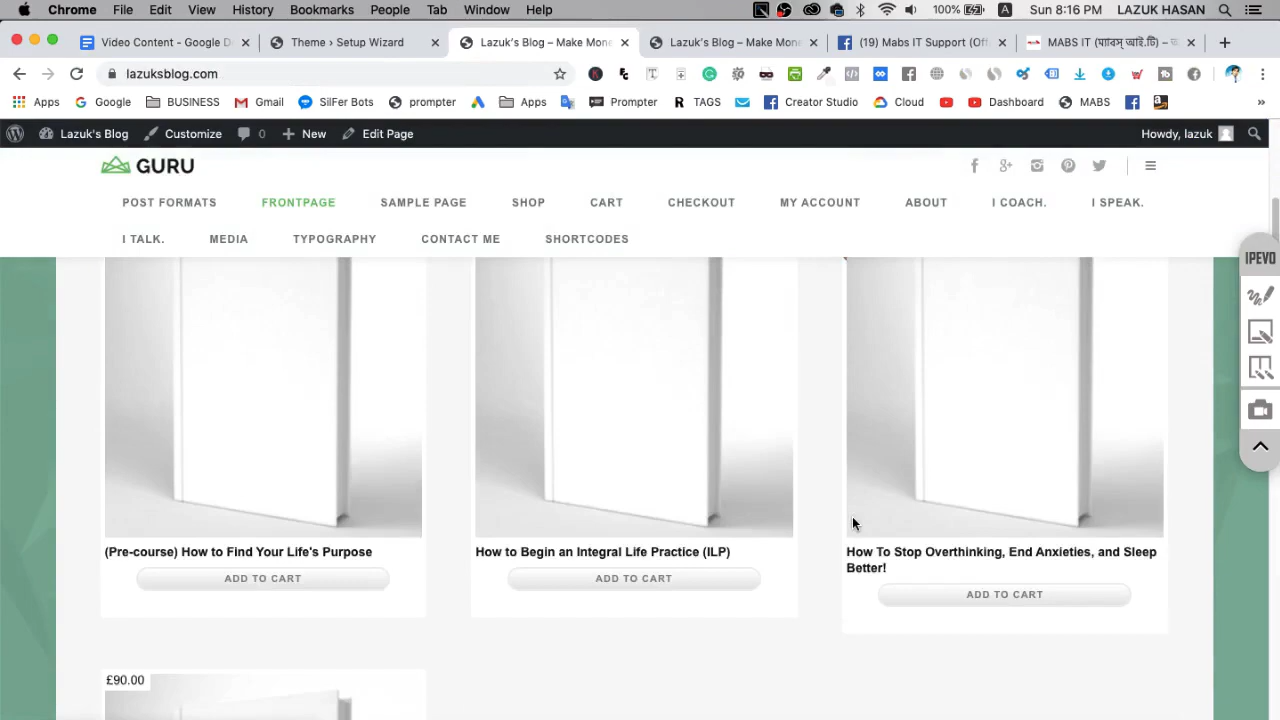 Chrome File Edit View History Bookmarks People Tab Window Help 100% A Sun 8:16 PM LAZUK HASAN
Video Content - Google D Theme ‹ Setup Wizard Lazuk's Blog – Make Mone Lazuk's Blog – Make Mone (19) Mabs IT Support (Off MABS IT (ম্যাবস্ আই.টি) –
lazuksblog.com
Apps Google BUSINESS Gmail SilFer Bots prompter Apps Prompter R TAGS Creator Studio Cloud Dashboard MABS »
Lazuk's Blog Customize 0 New Edit Page Howdy, lazuk
GURU
POST FORMATS FRONTPAGE SAMPLE PAGE SHOP CART CHECKOUT MY ACCOUNT ABOUT I COACH. I SPEAK.
I TALK. MEDIA TYPOGRAPHY CONTACT ME SHORTCODES
IPEVO
(Pre-course) How to Find Your Life's Purpose
ADD TO CART
How to Begin an Integral Life Practice (ILP)
ADD TO CART
How To Stop Overthinking, End Anxieties, and Sleep
Better!
ADD TO CART
£90.00